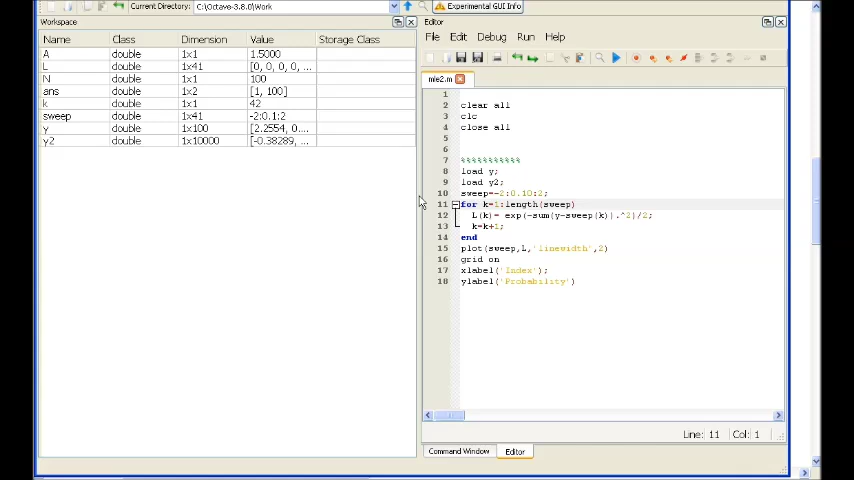 Current Directory: C:\Octave-3.8.0\Work
Experimental GUI Info
Workspace
Editor
File Edit Debug Run Help
Name Class Dimension Value Storage Class
A double 1x1 1.5000
L double 1x41 [0, 0, 0, 0, ...
N double 1x1 100
ans double 1x2 [1, 100]
k double 1x1 42
sweep double 1x41 -2:0.1:2
y double 1x100 [2.2554, 0....
y2 double 1x10000 [-0.38289, ...
mle2.m
1
2 clear all
3 clc
4 close all
5
6
7 %%%%%%%%%%%
8 load y;
9 load y2;
10 sweep=-2:0.10:2;
11 for k=1:length(sweep)
12 L(k)= exp(-sum(y-sweep(k)).^2)/2;
13 k=k+1;
14 end
15 plot(sweep,L,'linewidth',2)
16 grid on
17 xlabel('Index');
18 ylabel('Probability')
Line: 11 Col: 1
Command Window Editor